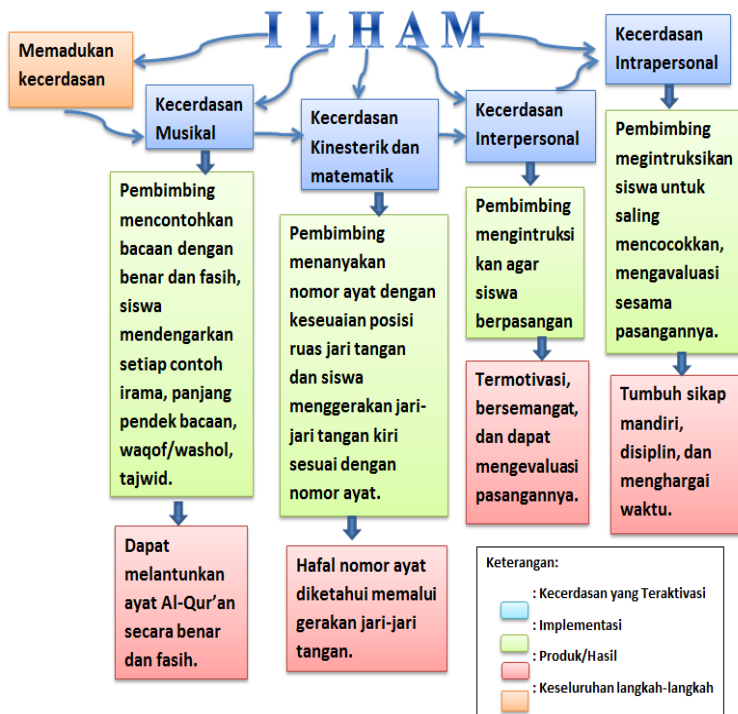 I L H A M
Memadukan
kecerdasan
Kecerdasan
Musikal
Kecerdasan
Kinesterik dan
matematik
Kecerdasan
Interpersonal
Kecerdasan
Intrapersonal
Pembimbing
mencontohkan
bacaan dengan
benar dan fasih,
siswa
mendengarkan
setiap contoh
irama, panjang
pendek bacaan,
waqof/washol,
tajwid.
Pembimbing
menanyakan
nomor ayat dengan
keseuaian posisi
ruas jari tangan
dan siswa
menggerakan jari-
jari tangan kiri
sesuai dengan
nomor ayat.
Pembimbing
mengintruksi
kan agar
siswa
berpasangan
Pembimbing
megintruksikan
siswa untuk
saling
mencocokkan,
mengavaluasi
sesama
pasangannya.
Dapat
melantunkan
ayat Al-Qur'an
secara benar
dan fasih.
Hafal nomor ayat
diketahui memalui
gerakan jari-jari
tangan.
Termotivasi,
bersemangat,
dan dapat
mengevaluasi
pasangannya.
Tumbuh sikap
mandiri,
disiplin, dan
menghargai
waktu.
Keterangan:
: Kecerdasan yang Teraktivasi
: Implementasi
: Produk/Hasil
: Keseluruhan langkah-langkah